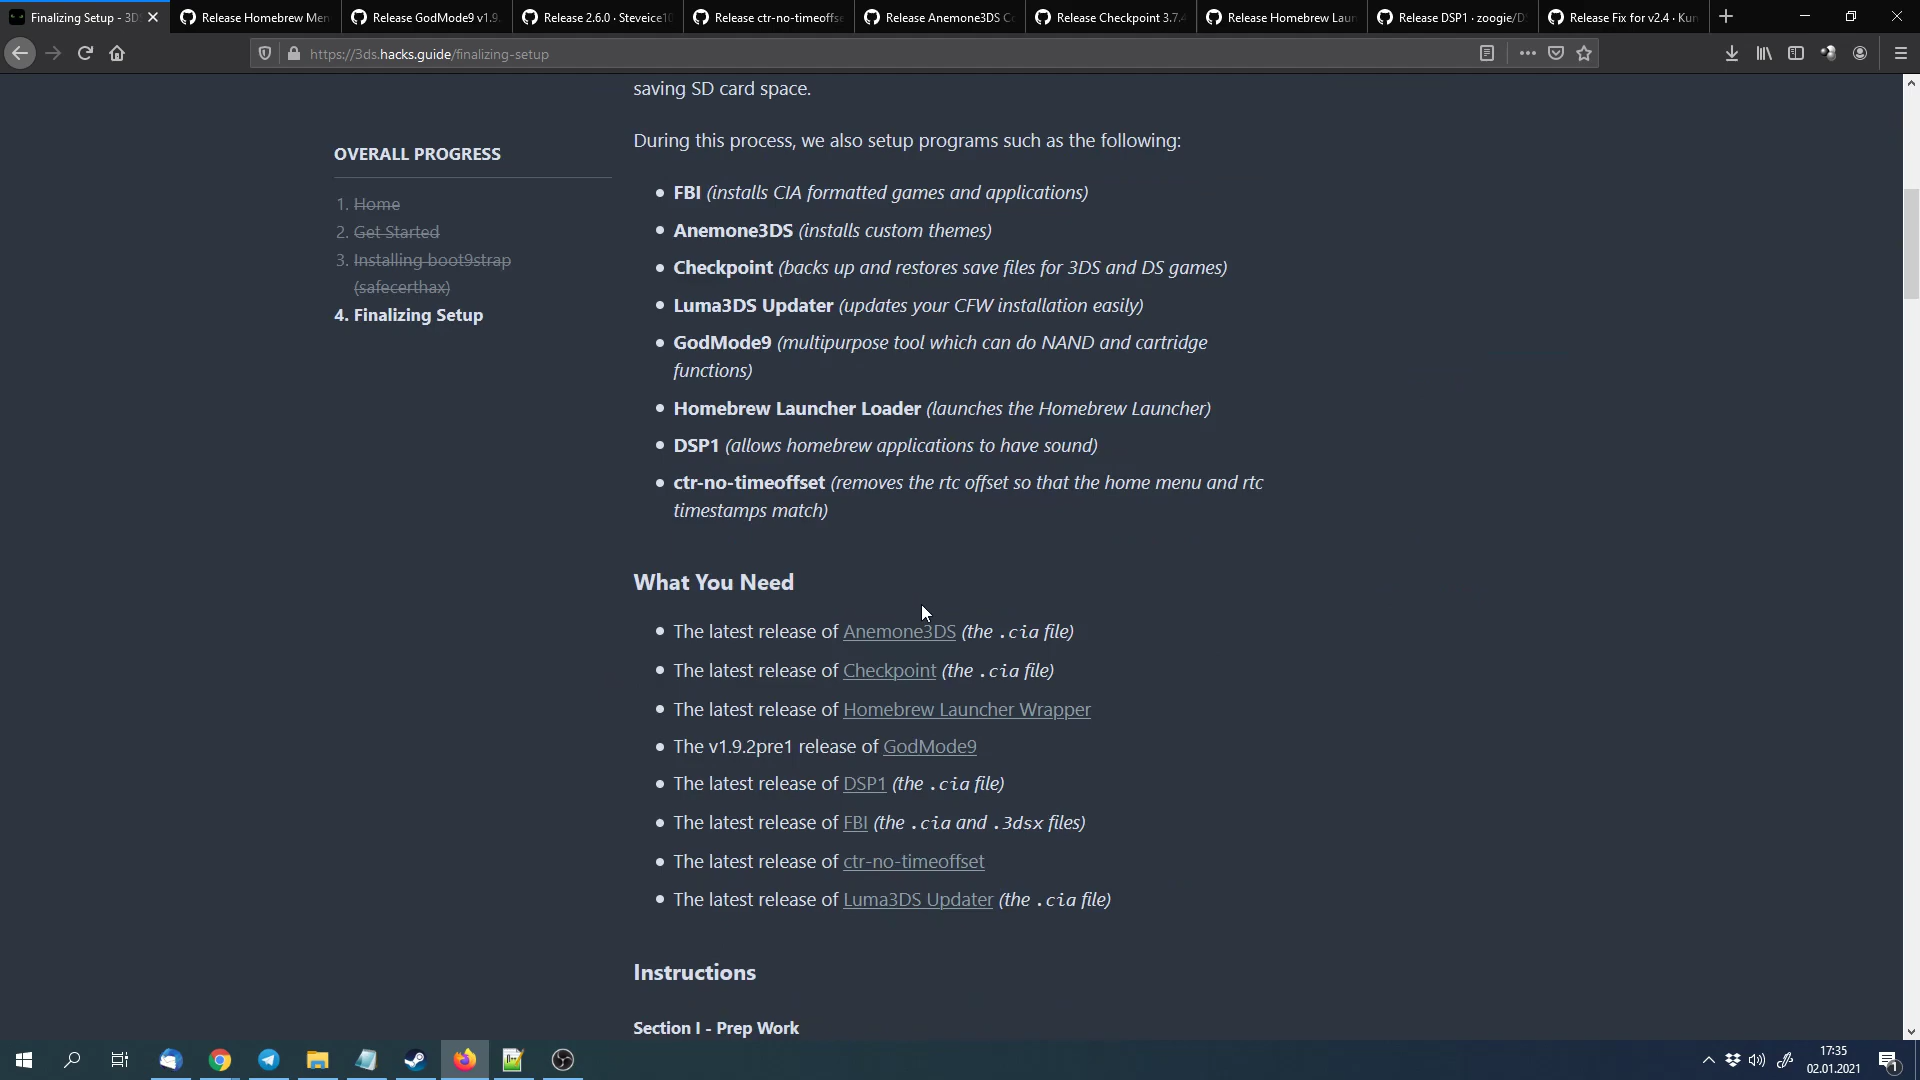 Finalizing Setup - 3D
Release Homebrew Men
Release GodMode9 v1.9.
Release 2.6.0 · Steveice10
Release ctr-no-timeoffse
Release Anemone3DS C
Release Checkpoint 3.7.4
Release Homebrew Laun
Release DSP1 · zoogie/D
Release Fix for v2.4 · Kun
https://3ds.hacks.guide/finalizing-setup
saving SD card space.
During this process, we also setup programs such as the following:
OVERALL PROGRESS
1. Home
2. Get Started
3. Installing boot9strap
(safecerthax)
4. Finalizing Setup
FBI (installs CIA formatted games and applications)
Anemone3DS (installs custom themes)
Checkpoint (backs up and restores save files for 3DS and DS games)
Luma3DS Updater (updates your CFW installation easily)
GodMode9 (multipurpose tool which can do NAND and cartridge
functions)
Homebrew Launcher Loader (launches the Homebrew Launcher)
DSP1 (allows homebrew applications to have sound)
ctr-no-timeoffset (removes the rtc offset so that the home menu and rtc
timestamps match)
What You Need
The latest release of Anemone3DS (the .cia file)
The latest release of Checkpoint (the .cia file)
The latest release of Homebrew Launcher Wrapper
The v1.9.2pre1 release of GodMode9
The latest release of DSP1 (the .cia file)
The latest release of FBI (the .cia and .3dsx files)
The latest release of ctr-no-timeoffset
The latest release of Luma3DS Updater (the .cia file)
Instructions
Section I - Prep Work
17:35
02.01.2021
1